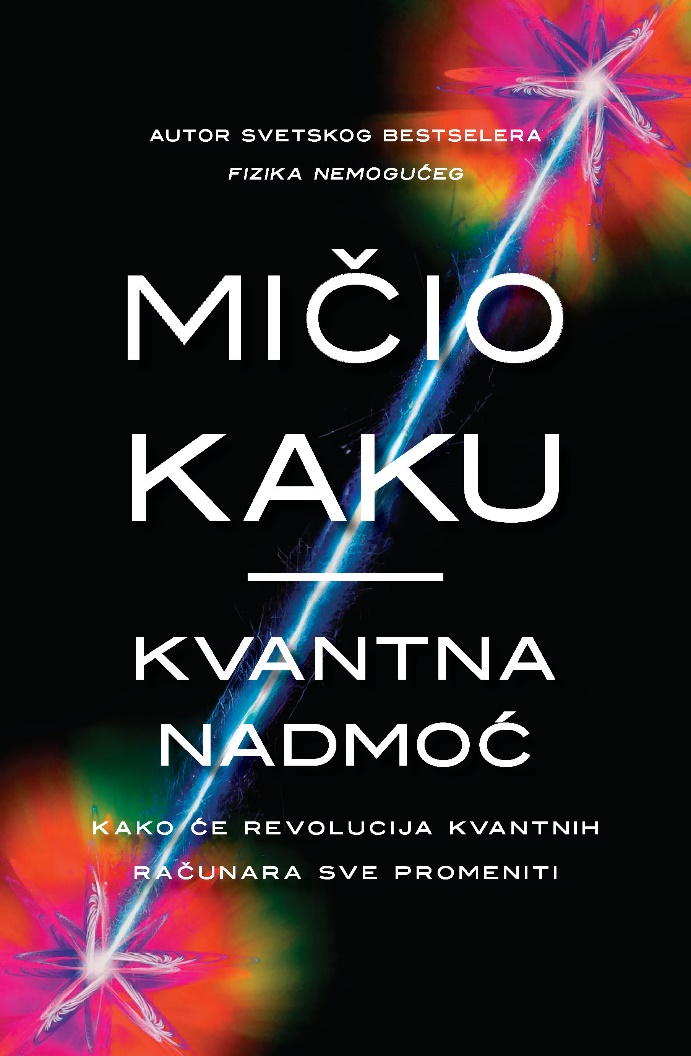 AUTOR SVETSKOG BESTSELERA
FIZIKA NEMOGUĆEG
MIČIO
KAKU
KVANTNA
NADMOĆ
KAKO ĆE REVOLUCIJA KVANTNIH
RAČUNARA SVE PROMENITI